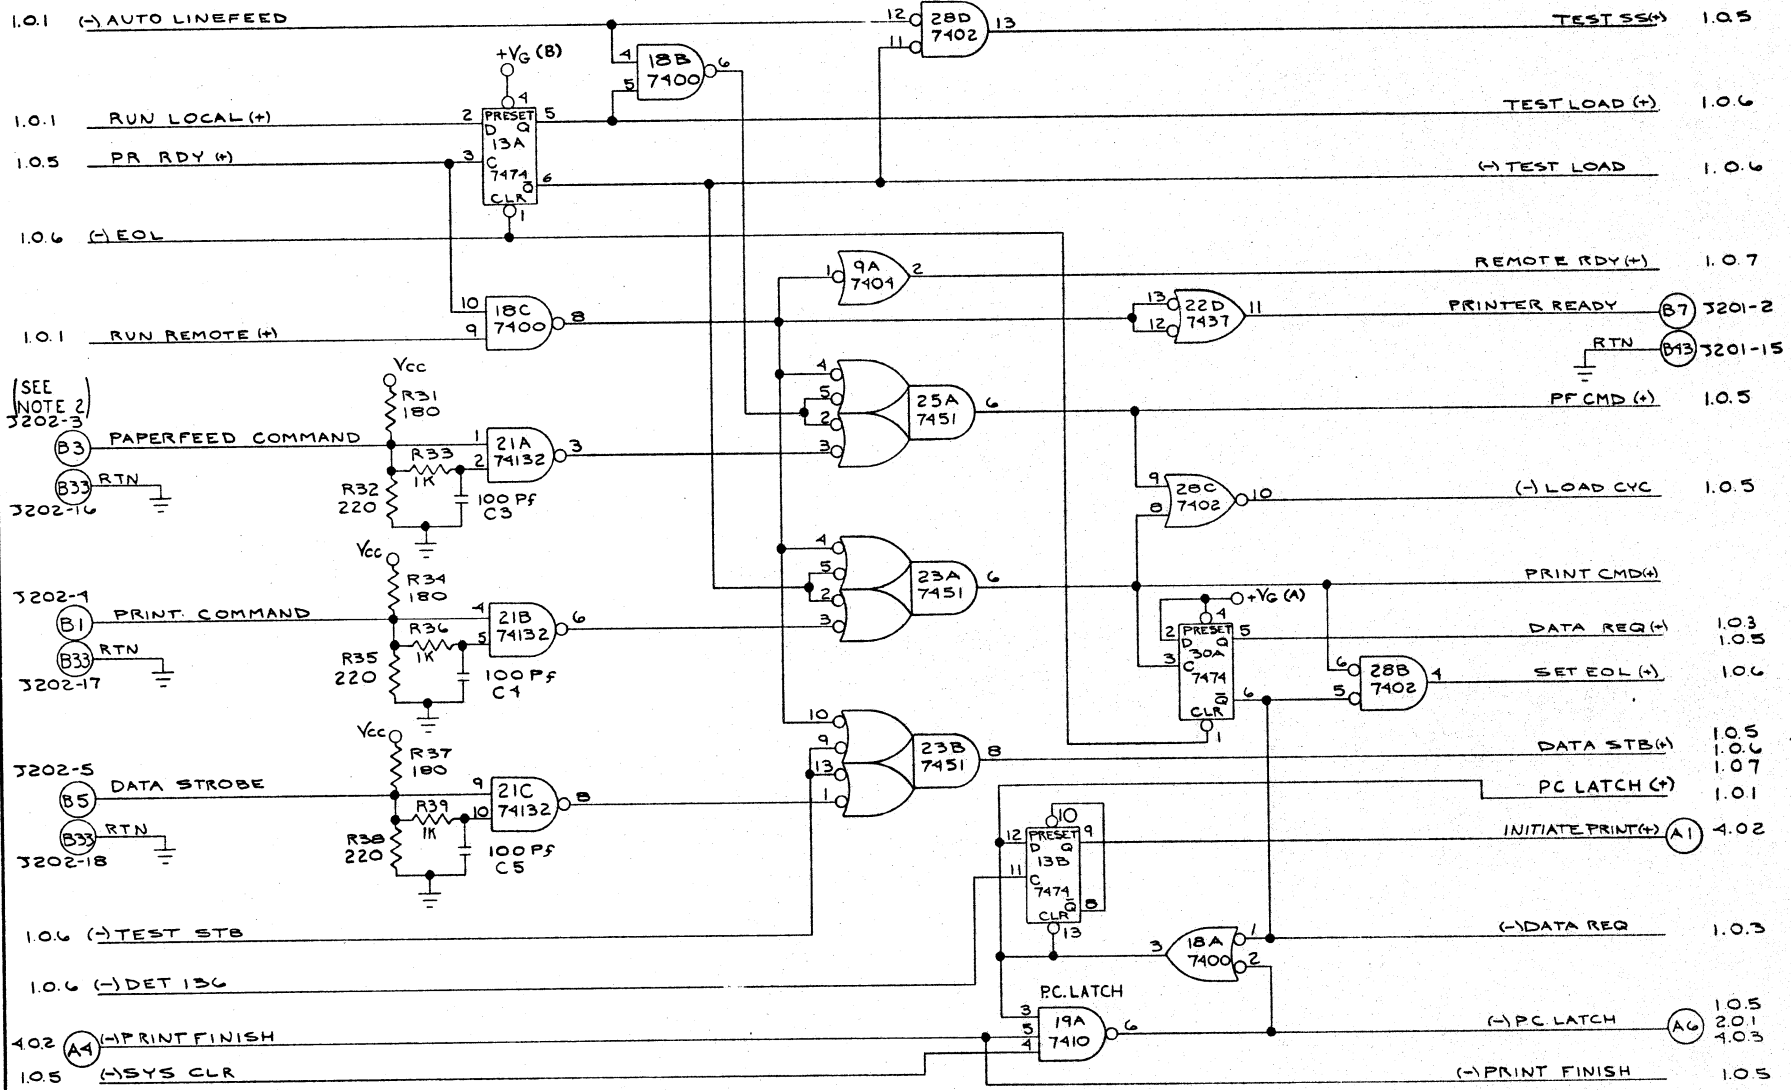 1.0.1 (-) AUTO LINEFEED
12 28D 13
11 7402
TEST SS(+) 1.0.5
+VG (B)
4 18B 6
5 7400
4
1.0.1 RUN LOCAL (+)
2 PRESET 5
D Q
13A
TEST LOAD (+) 1.0.6
1.0.5 PR RDY (+)
3 C
7474
Q̅ 6
CLR
1
(-) TEST LOAD 1.0.6
1.0.6 (-) EOL
1 9A 2
7404
REMOTE RDY (+) 1.0.7
10 18C 8
9 7400
1.0.1 RUN REMOTE (+)
13 22D 11
12 7437
PRINTER READY B7 J201-2
RTN B43 J201-15
(SEE NOTE 2)
J202-3
B3 PAPERFEED COMMAND
B33 RTN
J202-16
Vcc
R31
180
R33
1K
R32
220
100 Pf
C3
1 21A 3
2 74132
4
5 25A 6
2 7451
3
PF CMD (+) 1.0.5
9 28C 10
8 7402
(-) LOAD CYC 1.0.5
J202-4
B1 PRINT COMMAND
B33 RTN
J202-17
Vcc
R34
180
R36
1K
R35
220
100 Pf
C4
4 21B 6
5 74132
4
5 23A 6
2 7451
3
PRINT CMD(+)
+VG (A)
4
2 PRESET 5
D Q
30A
3 C
7474
Q̅ 6
CLR
1
DATA REQ (+) 1.0.3
1.0.5
6 28B 4
5 7402
SET EOL (+) 1.0.6
J202-5
B5 DATA STROBE
B33 RTN
J202-18
Vcc
R37
180
R39
1K
R38
220
100 Pf
C5
9 21C 8
10 74132
10
9 23B 8
13 7451
1
DATA STB(+) 1.0.5
1.0.6
1.07
PC LATCH (+) 1.0.1
10
12 PRESET 9
D Q
13B
11 C
7474
Q̅ 8
CLR
13
INITIATE PRINT(+) A1 4.02
1.0.6 (-) TEST STB
3 18A 1
7400 2
(-) DATA REQ 1.0.3
1.0.6 (-) DET 136
P.C. LATCH
3 19A 6
5 7410
4
(-) P.C. LATCH A6 1.0.5
2.0.1
4.0.3
4.0.2 A4 (-) PRINT FINISH
1.0.5 (-) SYS CLR
(-) PRINT FINISH 1.0.5